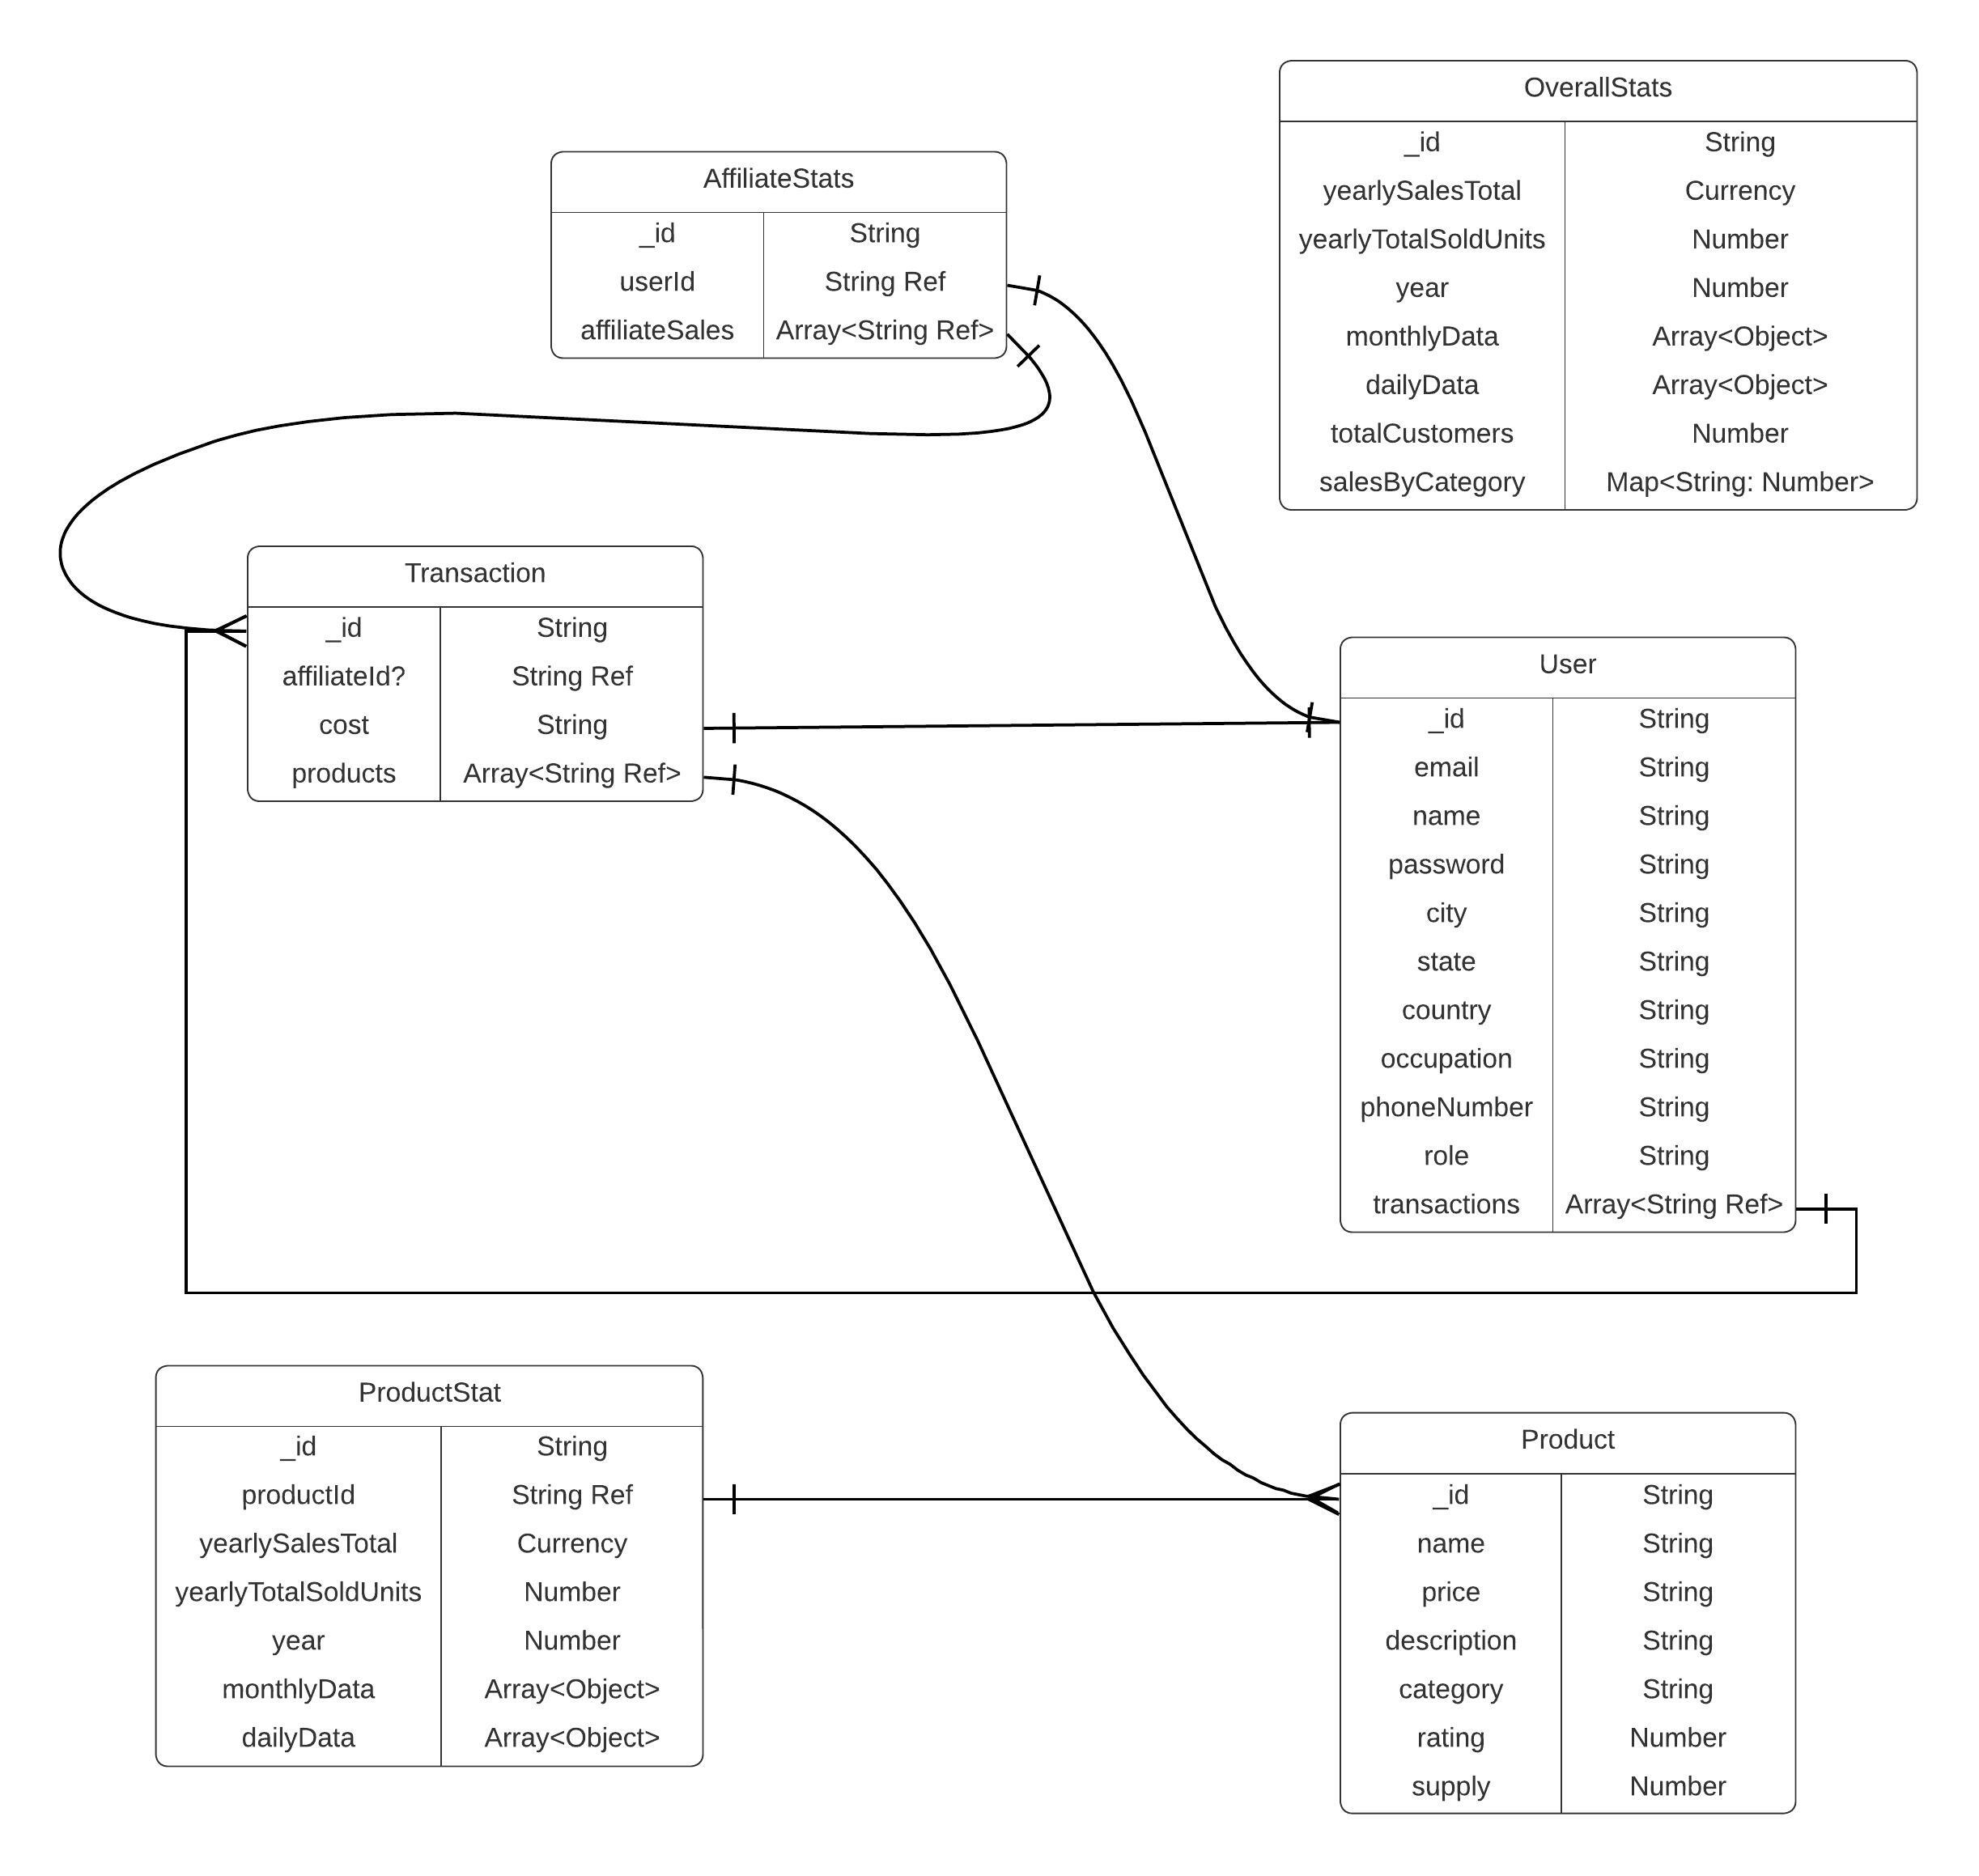 OverallStats
_id String
yearlySalesTotal Currency
yearlyTotalSoldUnits Number
year Number
monthlyData Array<Object>
dailyData Array<Object>
totalCustomers Number
salesByCategory Map<String: Number>
AffiliateStats
_id String
userId String Ref
affiliateSales Array<String Ref>
Transaction
_id String
affiliateId? String Ref
cost String
products Array<String Ref>
User
_id String
email String
name String
password String
city String
state String
country String
occupation String
phoneNumber String
role String
transactions Array<String Ref>
ProductStat
_id String
productId String Ref
yearlySalesTotal Currency
yearlyTotalSoldUnits Number
year Number
monthlyData Array<Object>
dailyData Array<Object>
Product
_id String
name String
price String
description String
category String
rating Number
supply Number